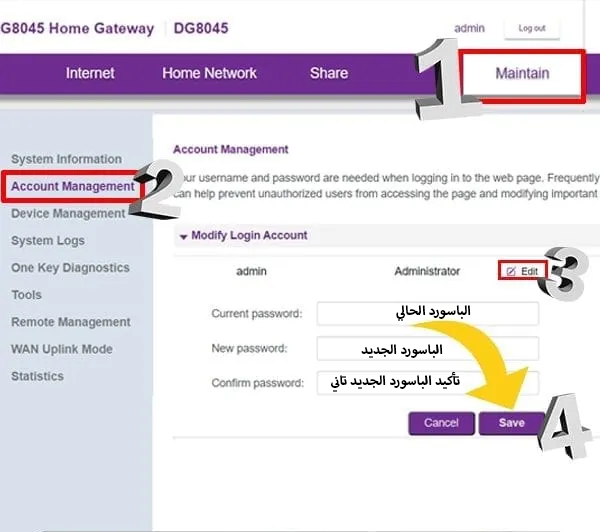 G8045 Home Gateway | DG8045
admin Log out
Internet Home Network Share Maintain
1
Account Management
System Information
our username and password are needed when logging in to the web page. Frequently
Account Management
2
can help prevent unauthorized users from accessing the page and modifying important
Device Management
System Logs
Modify Login Account
One Key Diagnostics
admin Administrator Edit
3
Tools
Current password: الباسورد الحالي
Remote Management
New password: الباسورد الجديد
WAN Uplink Mode
Statistics
Confirm password: تأكيد الباسورد الجديد تاني
Cancel Save
4